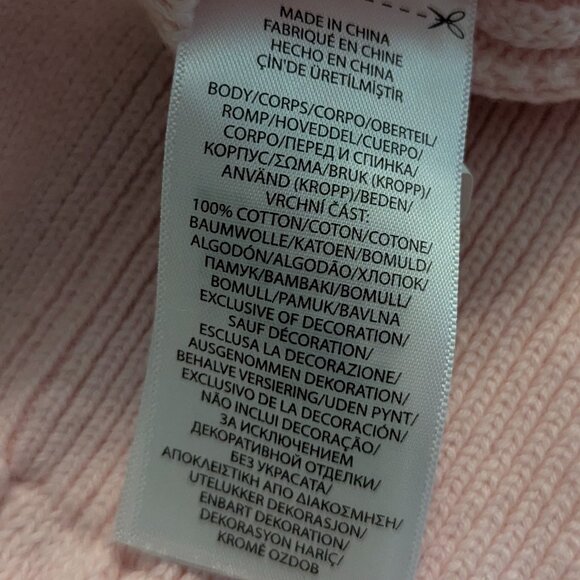 MADE IN CHINA
FABRIQUÉ EN CHINE
HECHO EN CHINA
ÇİN'DE ÜRETİLMİŞTİR
BODY/CORPS/CORPO/OBERTEIL/
ROMP/HOVEDDEL/CUERPO/
CORPO/ПЕРЕД И СПИНКА/
КОРПУС/ΣΩΜΑ/BRUK (KROPP)/
ANVÄND (KROPP)/BEDEN/
VRCHNÍ ČÁST:
100% COTTON/COTON/COTONE/
BAUMWOLLE/KATOEN/BOMULD/
ALGODÓN/ALGODÃO/ХЛОПОК/
ПАМУК/BAMBAKI/BOMULL/
BOMULL/PAMUK/BAVLNA
EXCLUSIVE OF DECORATION/
SAUF DÉCORATION/
ESCLUSA LA DECORAZIONE/
AUSGENOMMEN DEKORATION/
BEHALVE VERSIERING/UDEN PYNT/
EXCLUSIVO DE LA DECORACIÓN/
NÃO INCLUI DECORAÇÃO/
ЗА ИСКЛЮЧЕНИЕМ
ДЕКОРАТИВНОЙ ОТДЕЛКИ/
БЕЗ УКРАСАТА/
ΑΠΟΚΛΕΙΣΤΙΚΗ ΑΠΟ ΔΙΑΚΟΣΜΗΣΗ/
UTELUKKER DEKORASJON/
ENBART DEKORATION/
DEKORASYON HARİÇ/
KROMĚ OZDOB